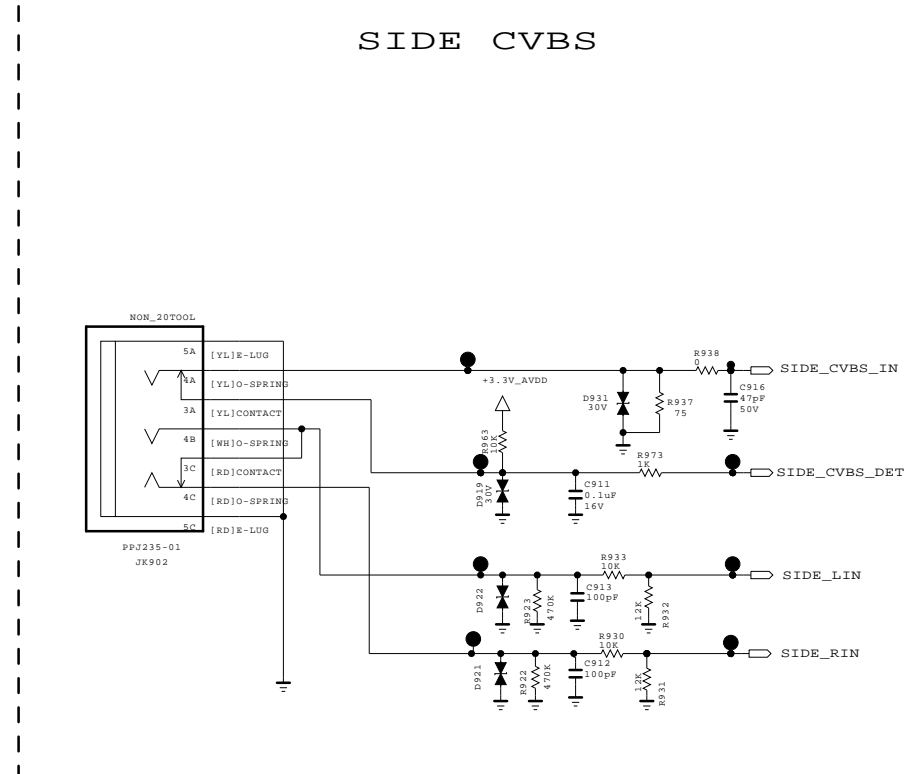 SIDE CVBS
NON_20TOOL
5A [YL]E-LUG
4A [YL]O-SPRING
3A [YL]CONTACT
4B [WH]O-SPRING
3C [RD]CONTACT
4C [RD]O-SPRING
5C [RD]E-LUG
PPJ235-01
JK902
+3.3V_AVDD
R963
10K
D931
30V
R937
75
R938
0
C916
47pF
50V
SIDE_CVBS_IN
D919
30V
C911
0.1uF
16V
R973
1K
SIDE_CVBS_DET
D922
R923
470K
C913
100pF
R933
10K
12K
R932
SIDE_LIN
D921
R922
470K
C912
100pF
R930
10K
12K
R931
SIDE_RIN